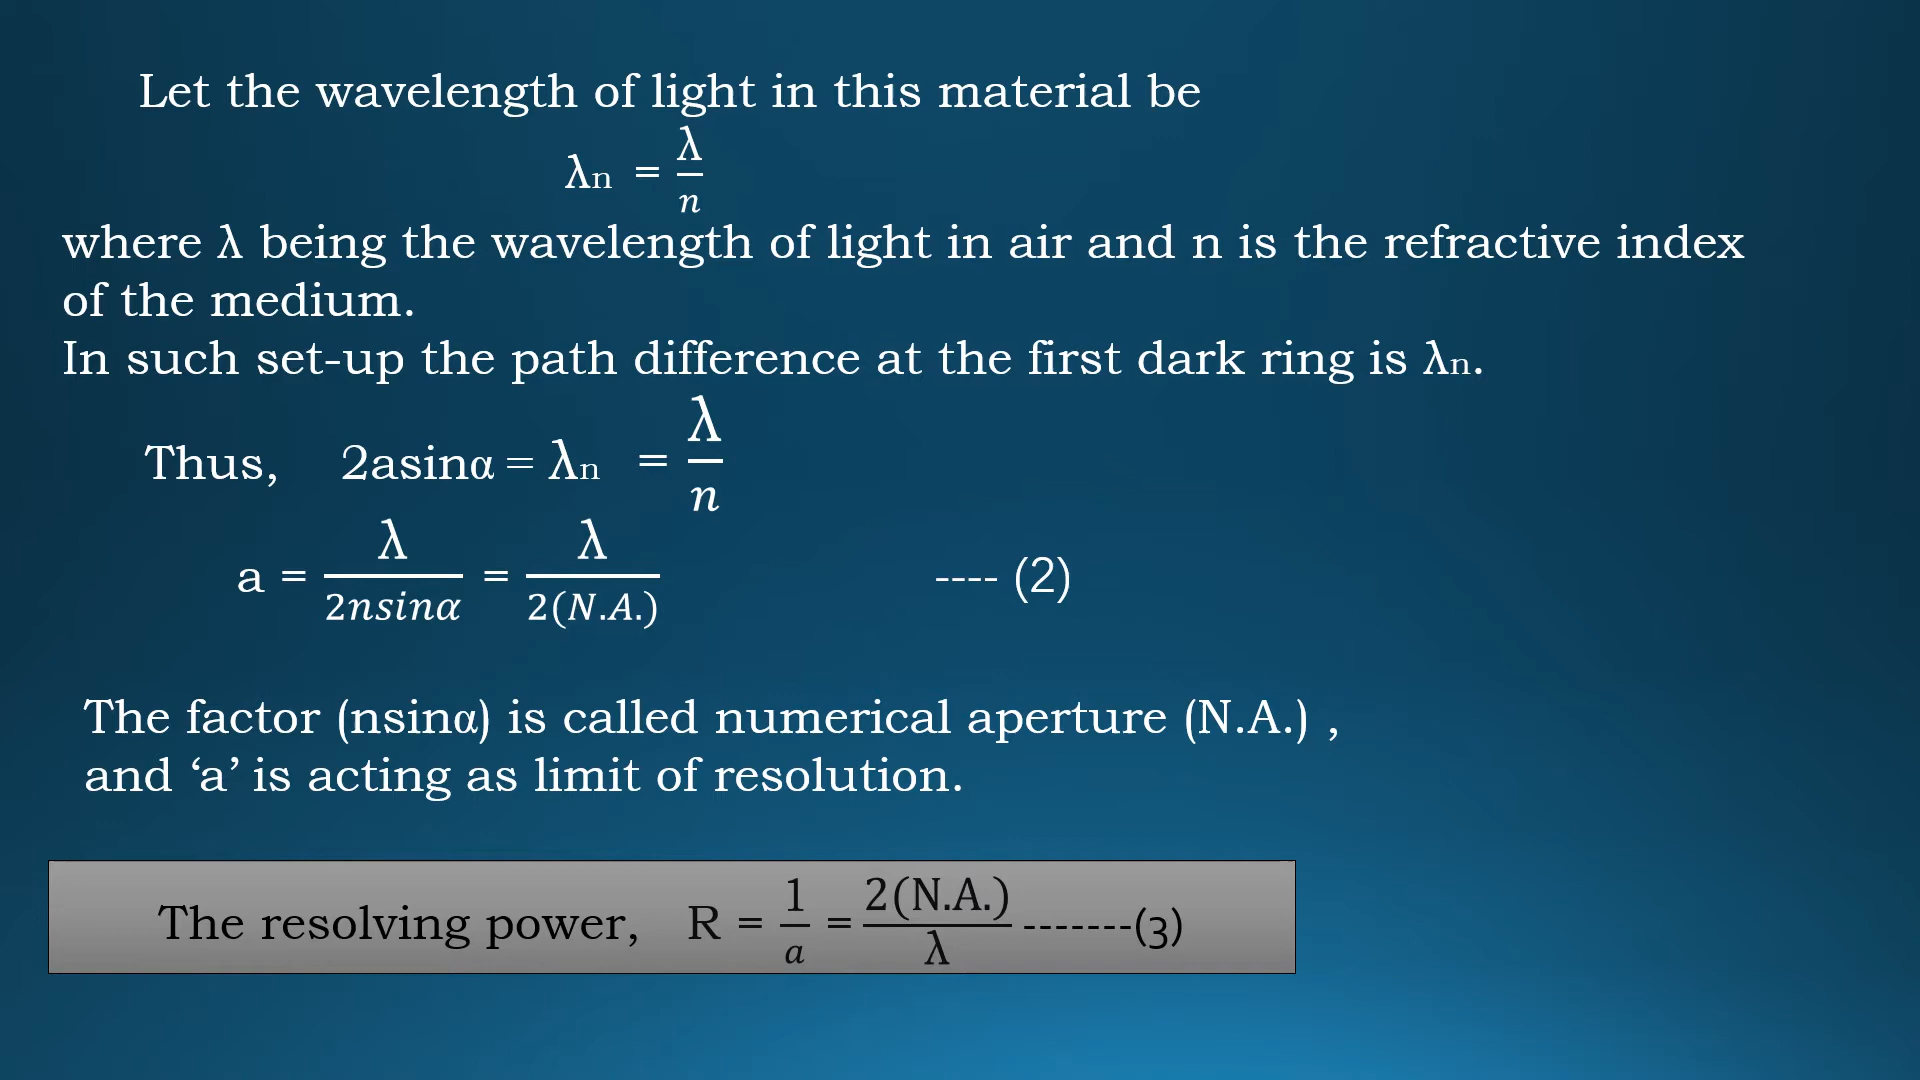 Let the wavelength of light in this material be
λn = λ/n
where λ being the wavelength of light in air and n is the refractive index
of the medium.
In such set-up the path difference at the first dark ring is λn.
Thus, 2asinα = λn = λ/n
a = λ/2nsinα = λ/2(N.A.) ---- (2)
The factor (nsinα) is called numerical aperture (N.A.) ,
and ‘a’ is acting as limit of resolution.
The resolving power, R = 1/a = 2(N.A.)/λ -------(3)